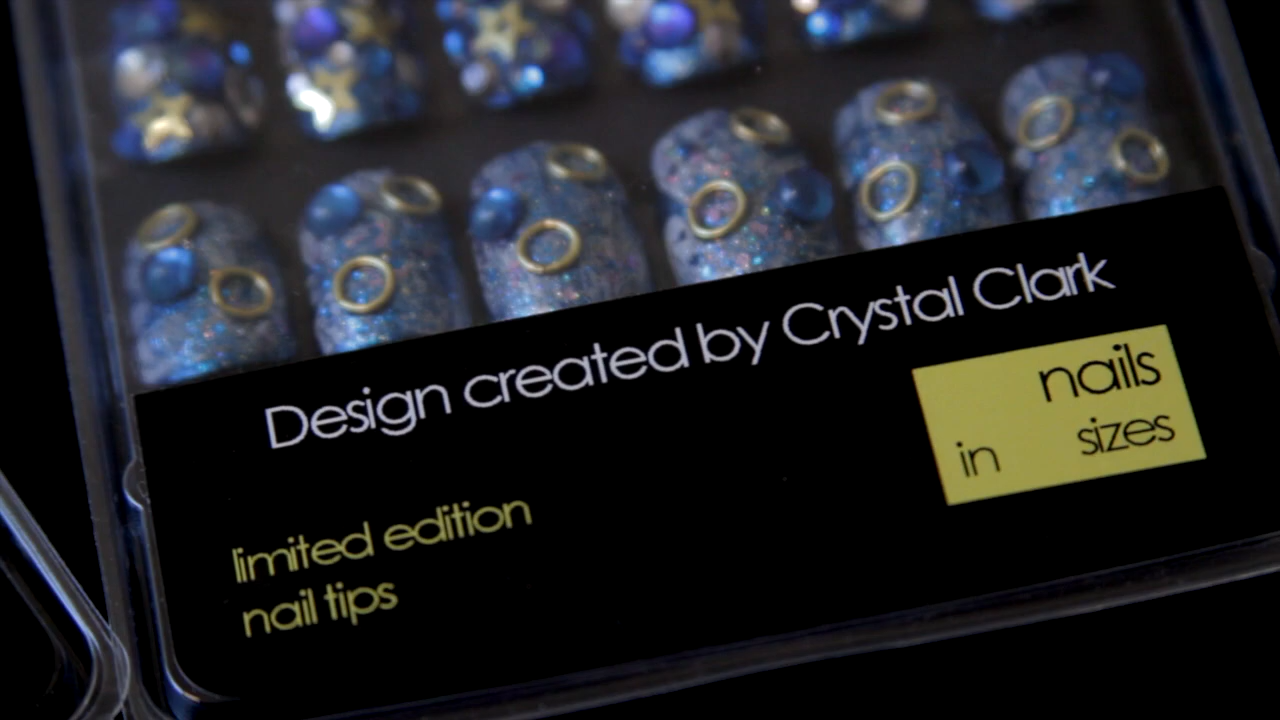 Design created by Crystal Clark
nails
in sizes
limited edition
nail tips